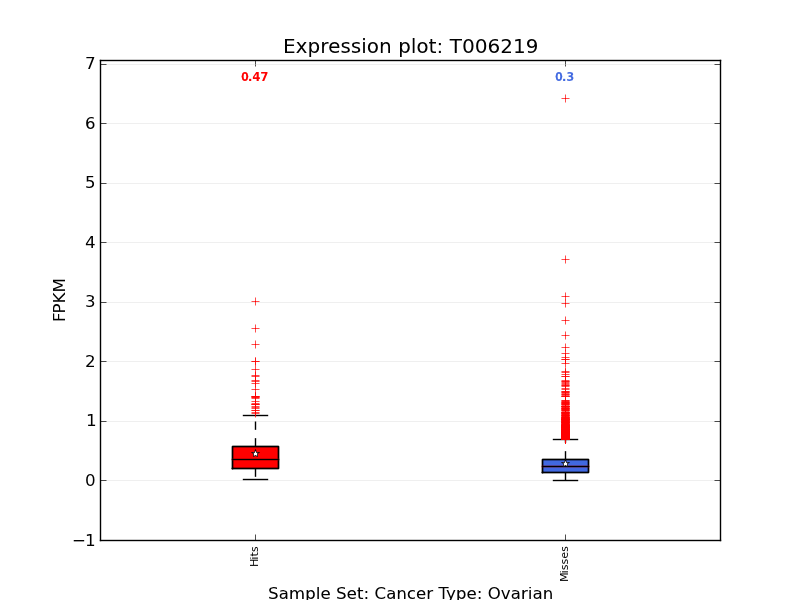 Expression plot: T006219
0.47
0.3
7
6
5
4
3
2
1
0
−1
FPKM
Hits
Misses
Sample Set: Cancer Type: Ovarian